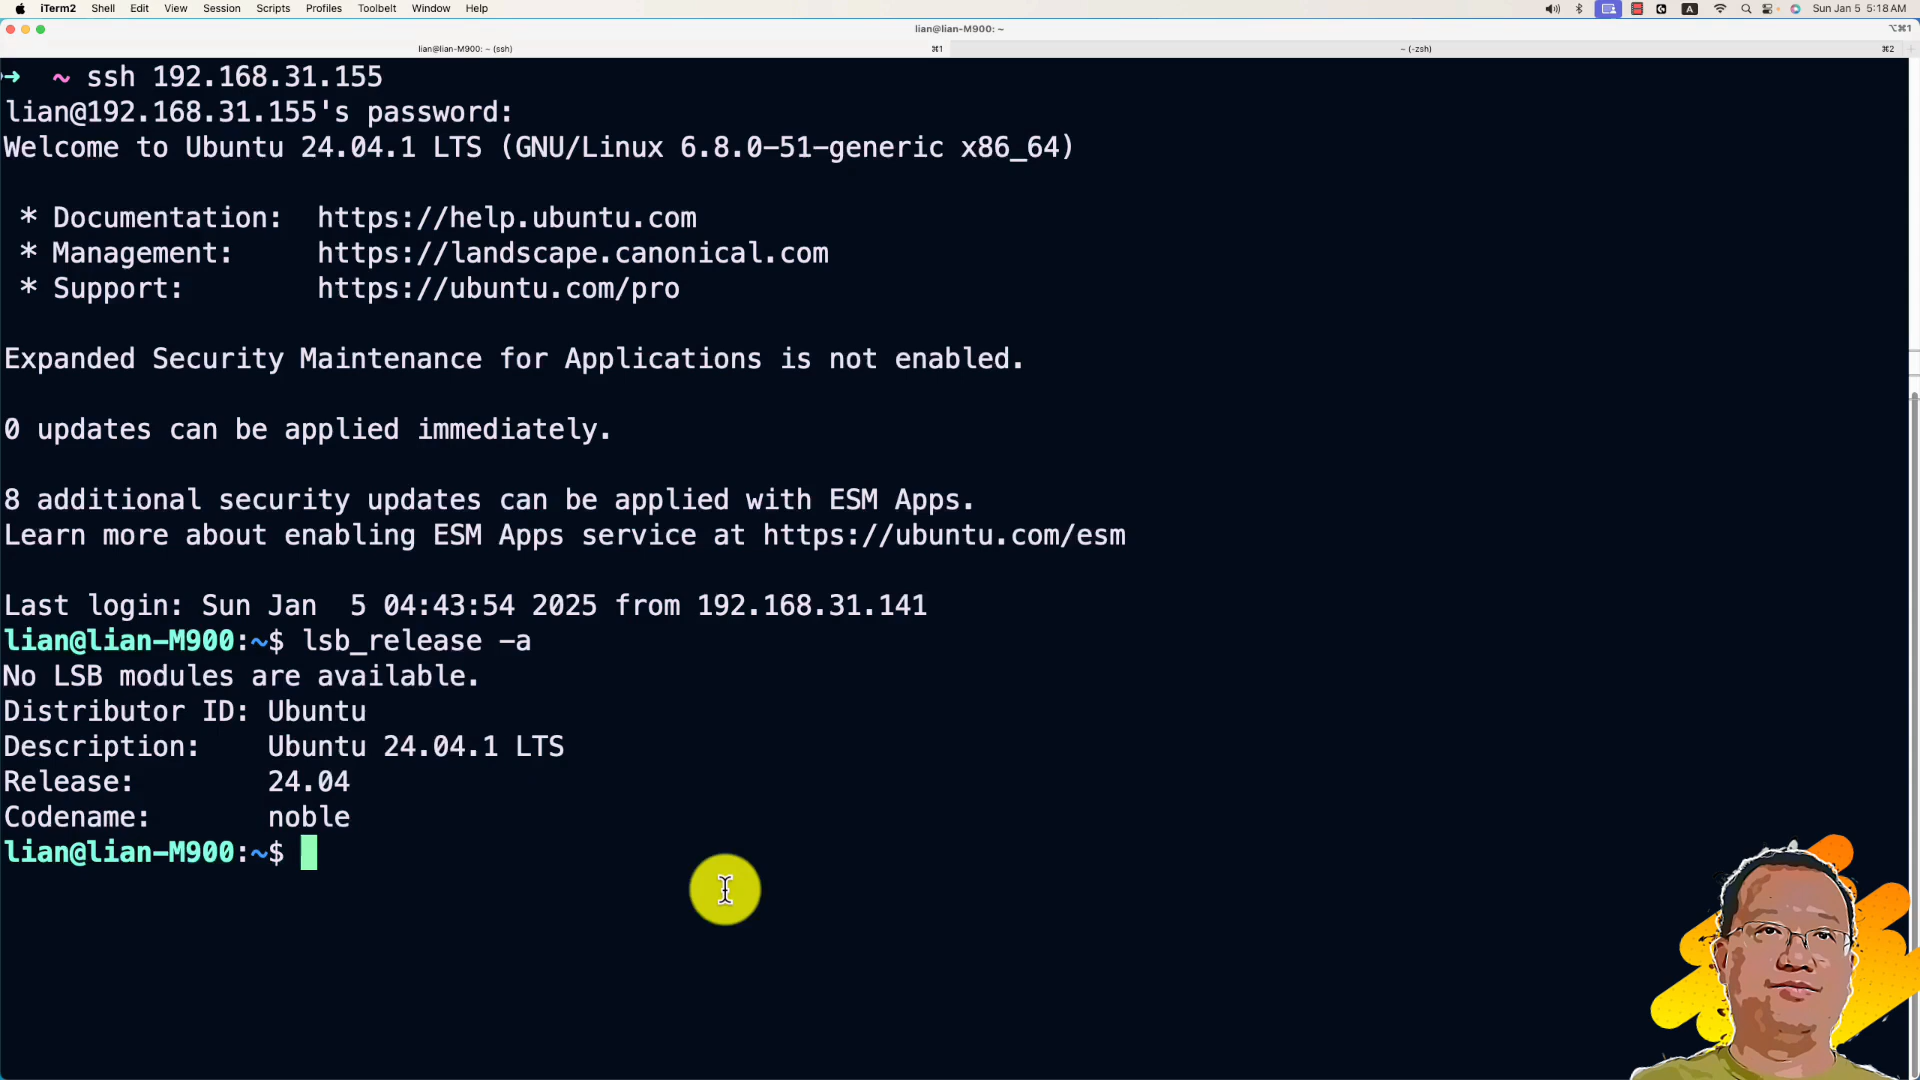 iTerm2 Shell Edit View Session Scripts Profiles Toolbelt Window Help A Sun Jan 5 5:18 AM
lian@lian-M900: ~ ⌥⌘1
lian@lian-M900: ~ (ssh) ⌘1 ~ (-zsh) ⌘2
→ ~ ssh 192.168.31.155
lian@192.168.31.155's password:
Welcome to Ubuntu 24.04.1 LTS (GNU/Linux 6.8.0-51-generic x86_64)
* Documentation: https://help.ubuntu.com
* Management: https://landscape.canonical.com
* Support: https://ubuntu.com/pro
Expanded Security Maintenance for Applications is not enabled.
0 updates can be applied immediately.
8 additional security updates can be applied with ESM Apps.
Learn more about enabling ESM Apps service at https://ubuntu.com/esm
Last login: Sun Jan 5 04:43:54 2025 from 192.168.31.141
lian@lian-M900:~$ lsb_release -a
No LSB modules are available.
Distributor ID: Ubuntu
Description: Ubuntu 24.04.1 LTS
Release: 24.04
Codename: noble
lian@lian-M900:~$